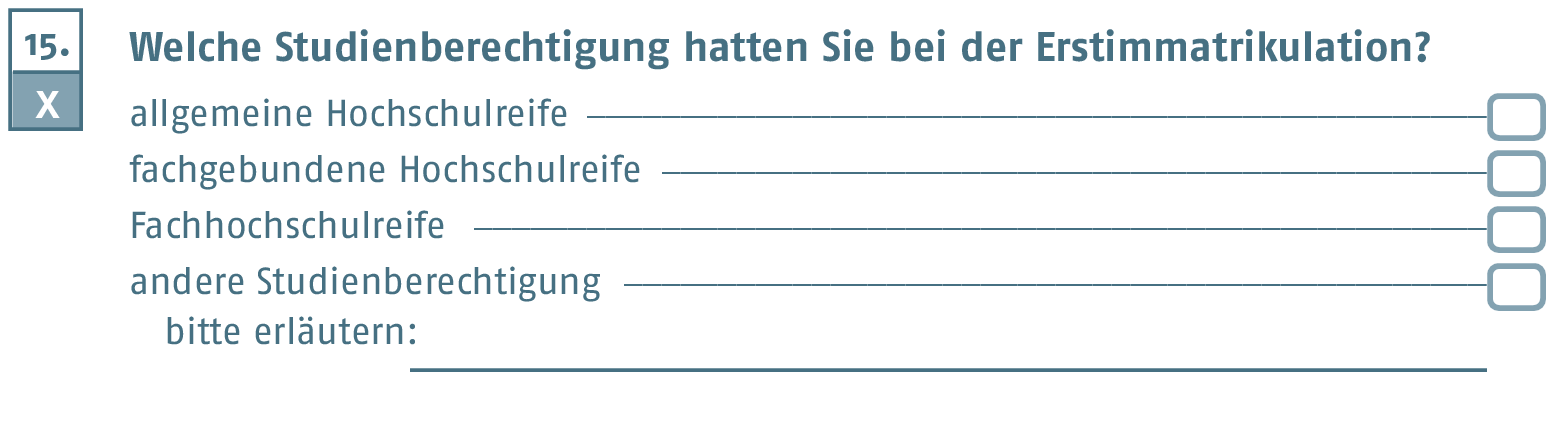 15. Welche Studienberechtigung hatten Sie bei der Erstimmatrikulation?
X
allgemeine Hochschulreife
fachgebundene Hochschulreife
Fachhochschulreife
andere Studienberechtigung
bitte erläutern: